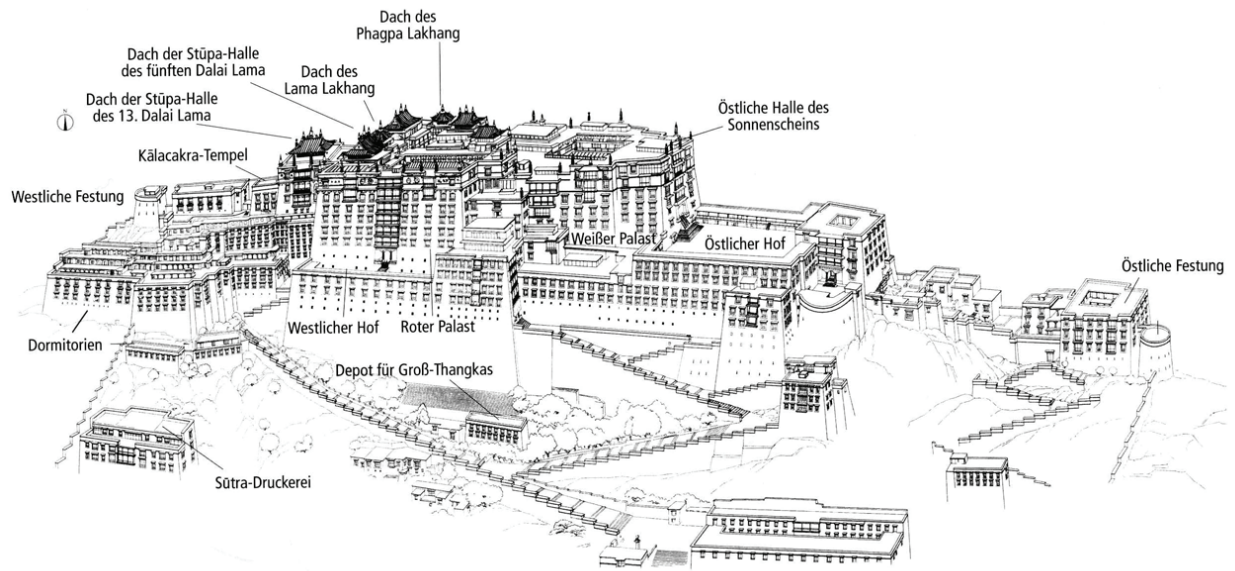 Dach des
Phagpa Lakhang
Dach der Stūpa-Halle
des fünften Dalai Lama
Dach des
Lama Lakhang
Dach der Stūpa-Halle
des 13. Dalai Lama
Östliche Halle des
Sonnenscheins
N
Kālacakra-Tempel
Westliche Festung
Weißer Palast
Östlicher Hof
Östliche Festung
Westlicher Hof
Roter Palast
Dormitorien
Depot für Groß-Thangkas
Sūtra-Druckerei